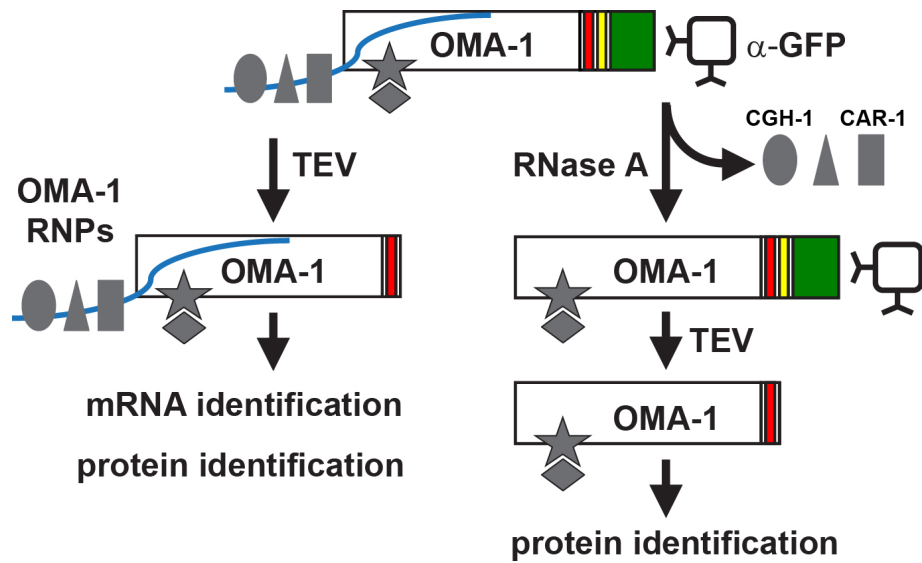 OMA-1
α-GFP
CGH-1
CAR-1
TEV
RNase A
OMA-1
RNPs
OMA-1
OMA-1
TEV
mRNA identification
OMA-1
protein identification
protein identification